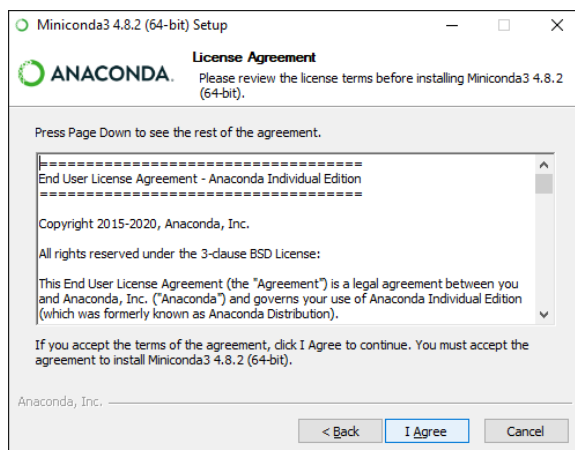 Miniconda3 4.8.2 (64-bit) Setup
ANACONDA.
License Agreement
Please review the license terms before installing Miniconda3 4.8.2
(64-bit).
Press Page Down to see the rest of the agreement.
===================================
End User License Agreement - Anaconda Individual Edition
===================================
Copyright 2015-2020, Anaconda, Inc.
All rights reserved under the 3-clause BSD License:
This End User License Agreement (the "Agreement") is a legal agreement between you
and Anaconda, Inc. ("Anaconda") and governs your use of Anaconda Individual Edition
(which was formerly known as Anaconda Distribution).
If you accept the terms of the agreement, click I Agree to continue. You must accept the
agreement to install Miniconda3 4.8.2 (64-bit).
Anaconda, Inc.
< Back
I Agree
Cancel